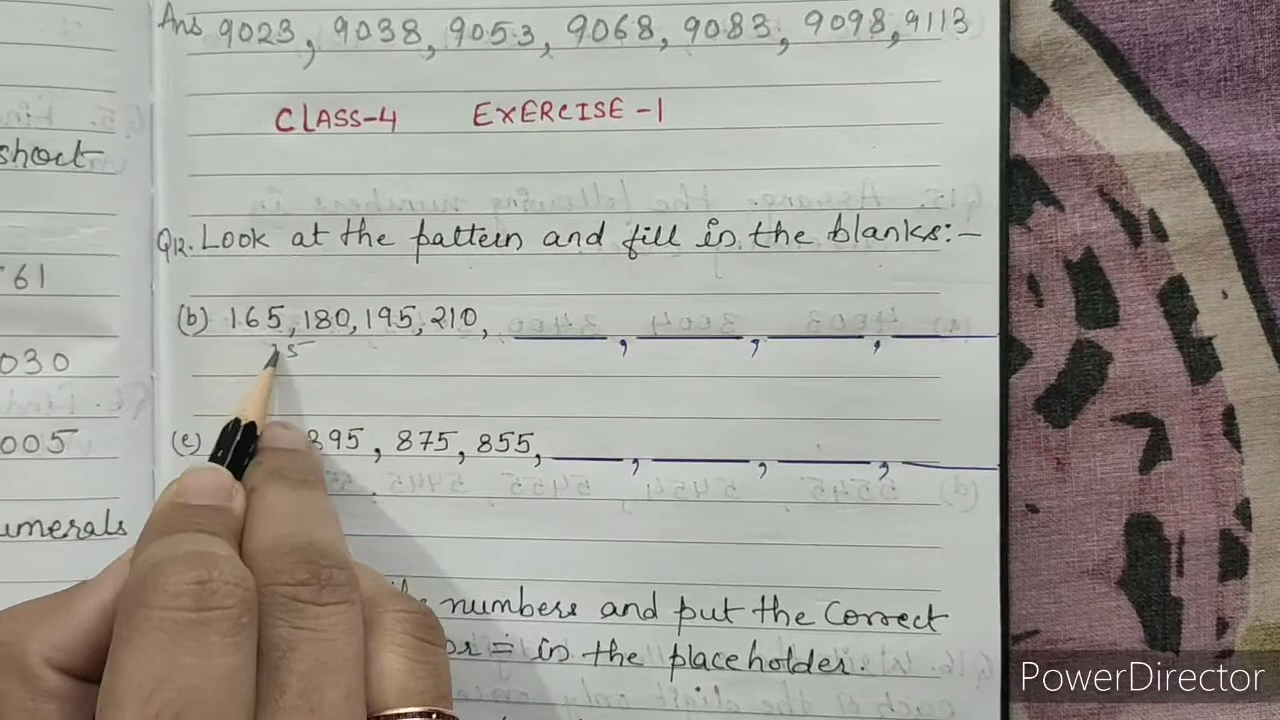 Ans 9023, 9038, 9053, 9068, 9083, 9098, 9113
CLASS-4 EXERCISE-1
short
Q12. Look at the pattern and fill in the blanks:-
61
(b) 165, 180, 195, 210, ____, ____, ____, ____
15
030
(c) 895, 875, 855, ____, ____, ____, ____
005
umerals
numbers and put the correct
or = in the placeholder.
PowerDirector